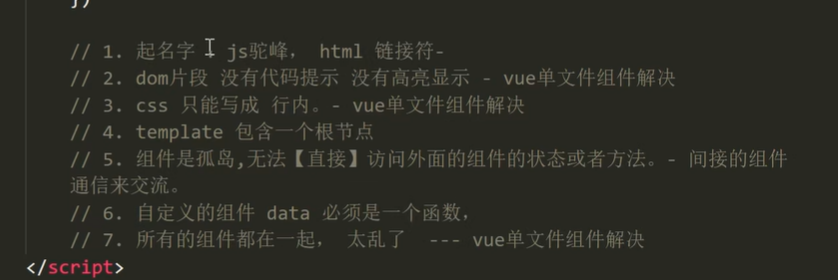 })
// 1. 起名字 - js驼峰， html 链接符-
// 2. dom片段 没有代码提示 没有高亮显示 - vue单文件组件解决
// 3. css 只能写成 行内。- vue单文件组件解决
// 4. template 包含一个根节点
// 5. 组件是孤岛,无法【直接】访问外面的组件的状态或者方法。- 间接的组件
通信来交流。
// 6. 自定义的组件 data 必须是一个函数，
// 7. 所有的组件都在一起， 太乱了  --- vue单文件组件解决
</script>